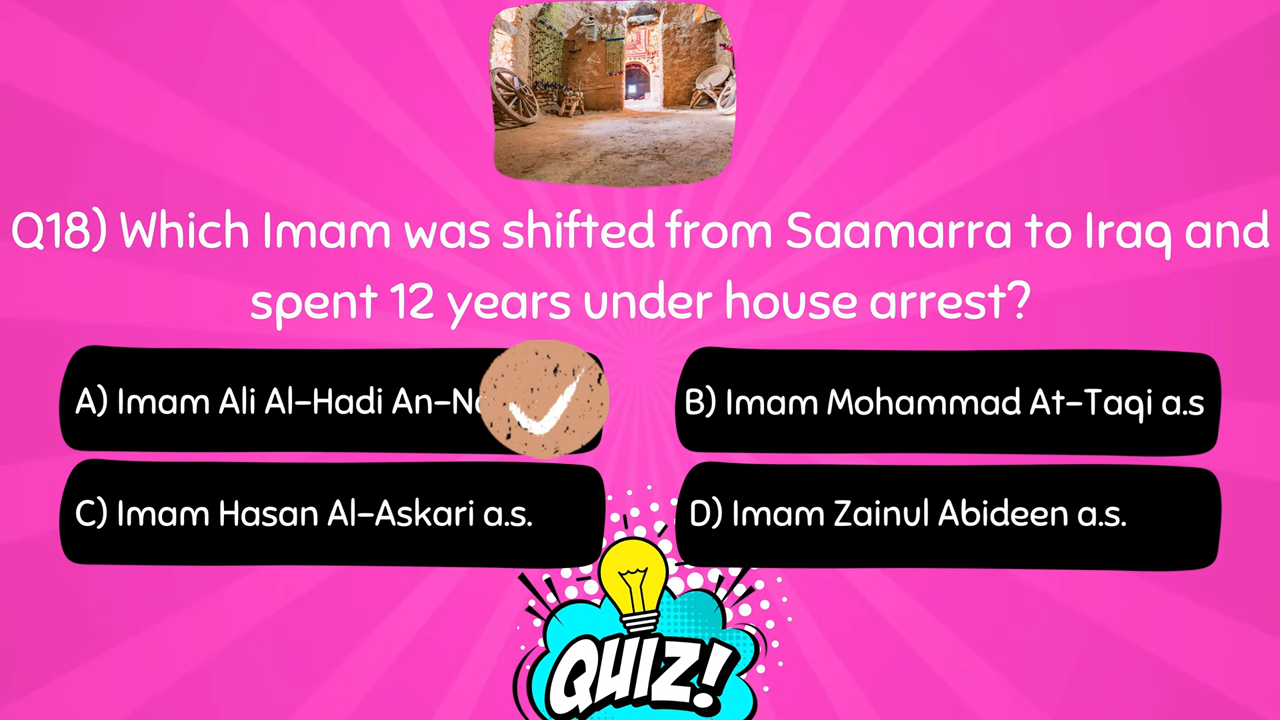 Q18) Which Imam was shifted from Saamarra to Iraq and
spent 12 years under house arrest?
A) Imam Ali Al-Hadi
B) Imam Mohammad At-Taqi a.s
C) Imam Hasan Al-Askari a.s.
D) Imam Zainul Abideen a.s.
QUIZ!